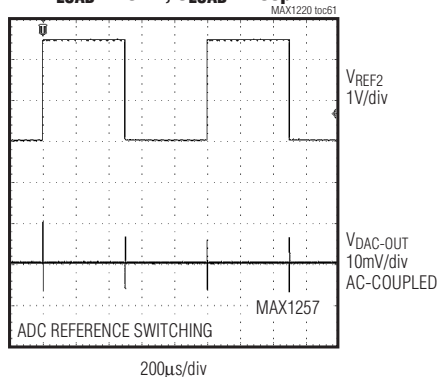 MAX1220 toc61
VREF2
1V/div
VDAC-OUT
10mV/div
AC-COUPLED
MAX1257
ADC REFERENCE SWITCHING
200µs/div